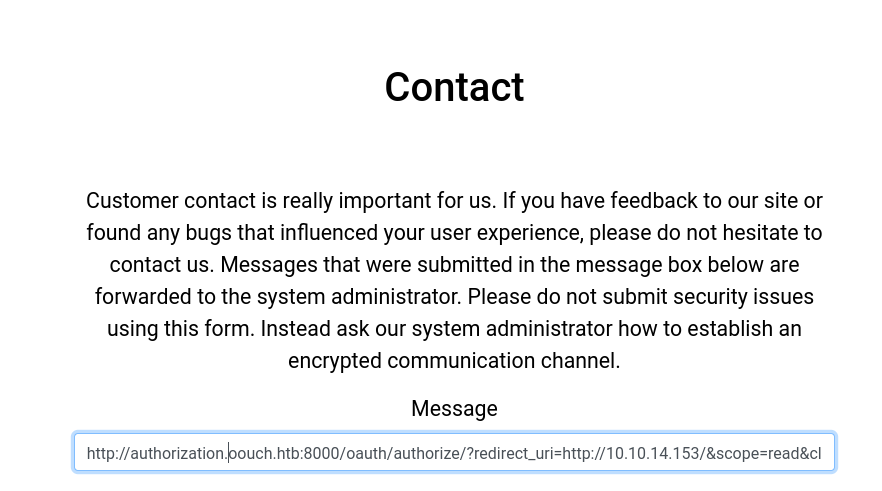 Contact
Customer contact is really important for us. If you have feedback to our site or
found any bugs that influenced your user experience, please do not hesitate to
contact us. Messages that were submitted in the message box below are
forwarded to the system administrator. Please do not submit security issues
using this form. Instead ask our system administrator how to establish an
encrypted communication channel.
Message
http://authorization.oouch.htb:8000/oauth/authorize/?redirect_uri=http://10.10.14.153/&scope=read&cl